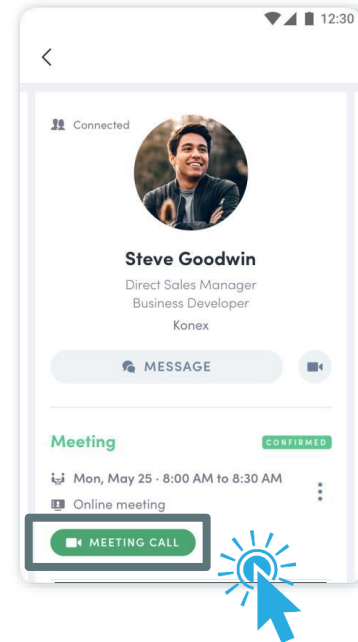 12:30
Connected
Steve Goodwin
Direct Sales Manager
Business Developer
Konex
MESSAGE
Meeting
CONFIRMED
Mon, May 25 · 8:00 AM to 8:30 AM
Online meeting
MEETING CALL